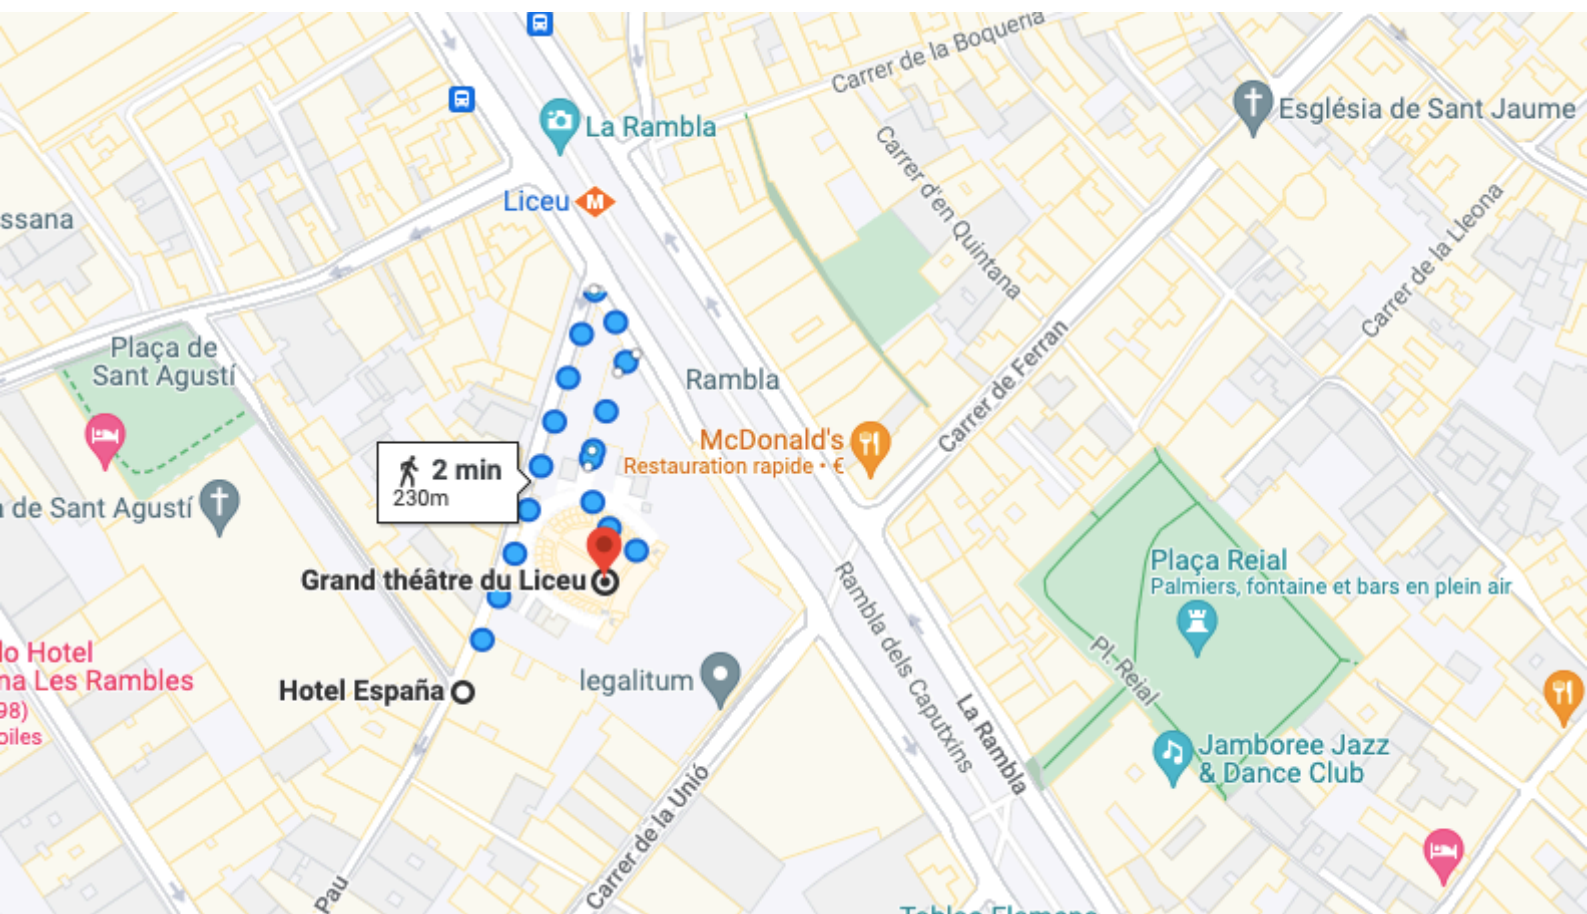 Carrer de la Boqueria
Església de Sant Jaume
La Rambla
Carrer d'en Quintana
Carrer de la Lleona
Liceu
M
ssana
Plaça de
Sant Agustí
Rambla
Carrer de Ferran
McDonald's
Restauration rapide • €
2 min
230m
de Sant Agustí
Grand théâtre du Liceu
Plaça Reial
Palmiers, fontaine et bars en plein air
Rambla dels Caputxins
Pl. Reial
lo Hotel
na Les Rambles
98)
oiles
Hotel España
legalitum
La Rambla
Jamboree Jazz
& Dance Club
Carrer de la Unió
Pau